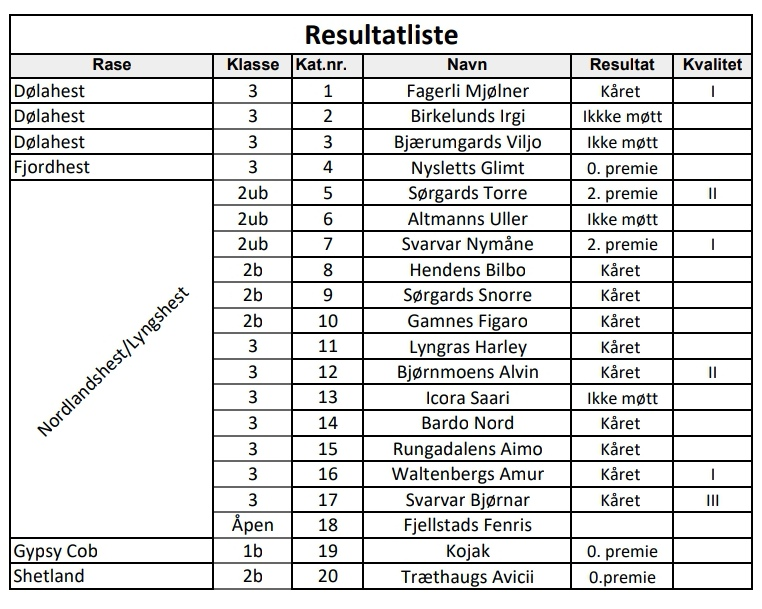 Resultatliste
Rase Klasse Kat.nr. Navn Resultat Kvalitet
Dølahest 3 1 Fagerli Mjølner Kåret I
Dølahest 3 2 Birkelunds Irgi Ikkke møtt
Dølahest 3 3 Bjærumgards Viljo Ikke møtt
Fjordhest 3 4 Nysletts Glimt 0. premie
Nordlandshest/Lyngshest
2ub 5 Sørgards Torre 2. premie II
2ub 6 Altmanns Uller Ikke møtt
2ub 7 Svarvar Nymåne 2. premie I
2b 8 Hendens Bilbo Kåret
2b 9 Sørgards Snorre Kåret
2b 10 Gamnes Figaro Kåret
3 11 Lyngras Harley Kåret
3 12 Bjørnmoens Alvin Kåret II
3 13 Icora Saari Ikke møtt
3 14 Bardo Nord Kåret
3 15 Rungadalens Aimo Kåret
3 16 Waltenbergs Amur Kåret I
3 17 Svarvar Bjørnar Kåret III
Åpen 18 Fjellstads Fenris
Gypsy Cob 1b 19 Kojak 0. premie
Shetland 2b 20 Træthaugs Avicii 0.premie